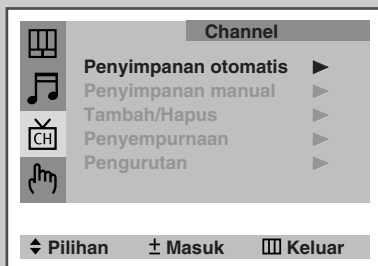 Channel
Penyimpanan otomatis ▶
Penyimpanan manual ▶
Tambah/Hapus ▶
Penyempurnaan ▶
Pengurutan ▶
CH
Pilihan ± Masuk Keluar